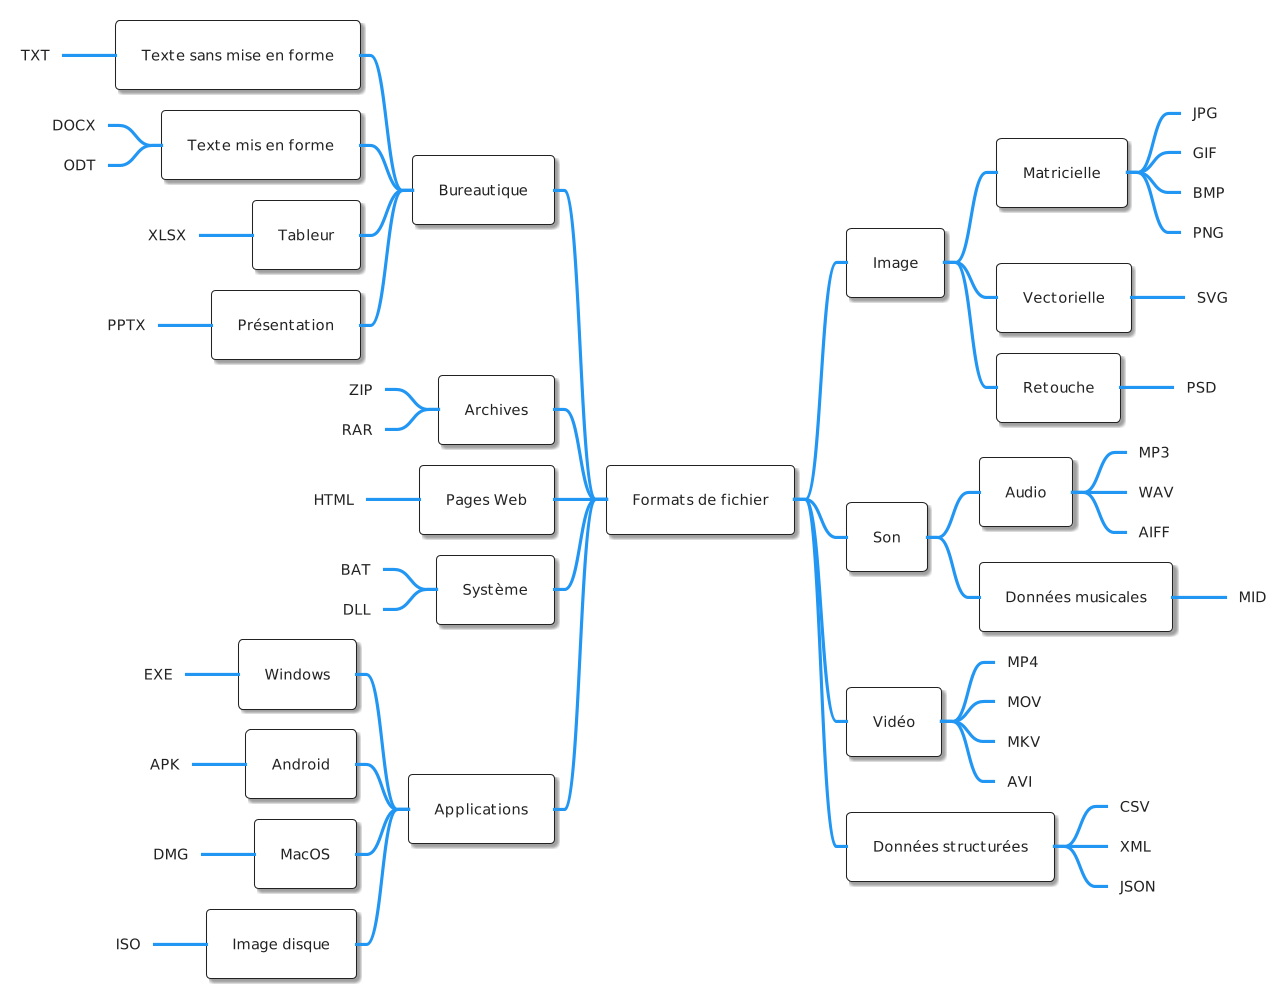 Formats de fichier
Bureautique
Texte sans mise en forme
TXT
Texte mis en forme
DOCX
ODT
Tableur
XLSX
Présentation
PPTX
Archives
ZIP
RAR
Pages Web
HTML
Système
BAT
DLL
Applications
Windows
EXE
Android
APK
MacOS
DMG
Image disque
ISO
Image
Matricielle
JPG
GIF
BMP
PNG
Vectorielle
SVG
Retouche
PSD
Son
Audio
MP3
WAV
AIFF
Données musicales
MID
Vidéo
MP4
MOV
MKV
AVI
Données structurées
CSV
XML
JSON